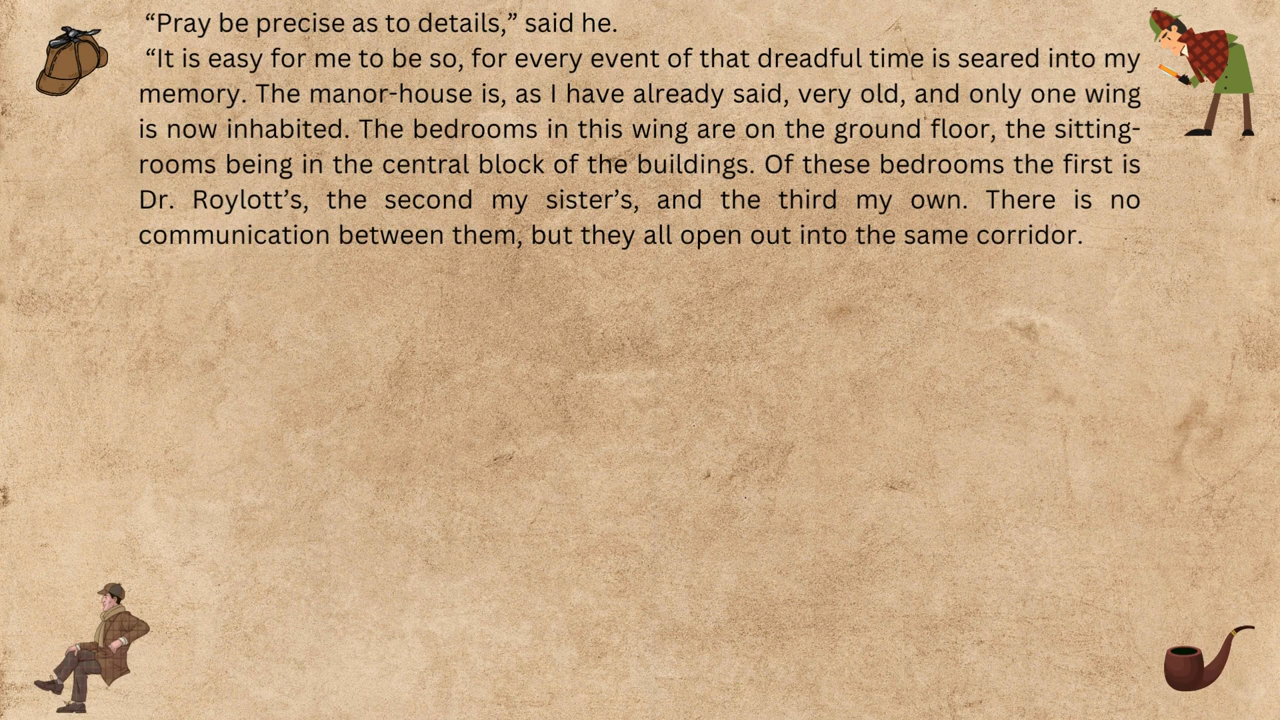 “Pray be precise as to details,” said he.
“It is easy for me to be so, for every event of that dreadful time is seared into my
memory. The manor-house is, as I have already said, very old, and only one wing
is now inhabited. The bedrooms in this wing are on the ground floor, the sitting-
rooms being in the central block of the buildings. Of these bedrooms the first is
Dr. Roylott’s, the second my sister’s, and the third my own. There is no
communication between them, but they all open out into the same corridor.